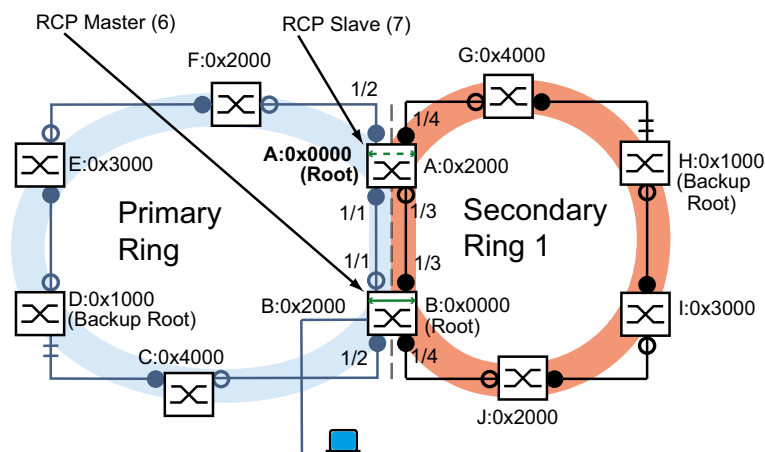 RCP Master (6)
RCP Slave (7)
F:0x2000
G:0x4000
1/2
1/4
E:0x3000
A:0x0000
(Root)
A:0x2000
H:0x1000
(Backup
Root)
Primary
Ring
1/1
1/3
Secondary
Ring 1
1/1
1/3
D:0x1000
(Backup Root)
B:0x2000
B:0x0000
(Root)
I:0x3000
C:0x4000
1/2
1/4
J:0x2000